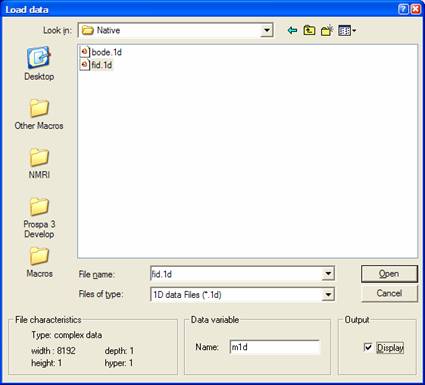 Load data
Look in:
Native
bode.1d
fid.1d
Desktop
Other Macros
NMRI
Prospa 3
Develop
Macros
File name:
fid.1d
Open
Files of type:
1D data Files (*.1d)
Cancel
File characteristics
Type: complex data
width : 8192 depth: 1
height: 1 hyper: 1
Data variable
Name:
m1d
Output
Display